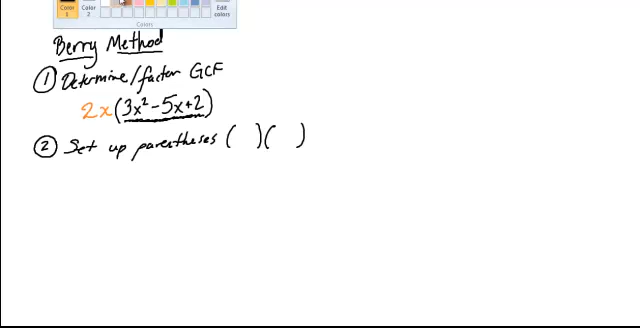 Color 1
Color 2
Edit colors
Colors
Berry Method
① Determine/factor GCF
2x(3x²-5x+2)
② Set up parentheses ( )( )